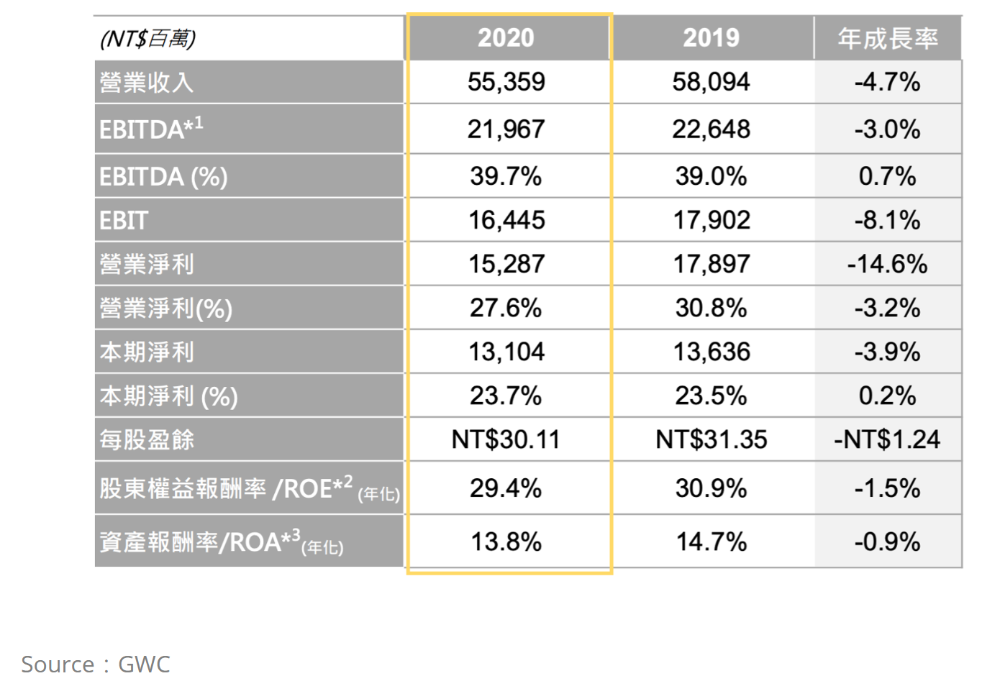 (NT$百萬) 2020 2019 年成長率
營業收入 55,359 58,094 -4.7%
EBITDA*1 21,967 22,648 -3.0%
EBITDA (%) 39.7% 39.0% 0.7%
EBIT 16,445 17,902 -8.1%
營業淨利 15,287 17,897 -14.6%
營業淨利(%) 27.6% 30.8% -3.2%
本期淨利 13,104 13,636 -3.9%
本期淨利 (%) 23.7% 23.5% 0.2%
每股盈餘 NT$30.11 NT$31.35 -NT$1.24
股東權益報酬率 /ROE*2 (年化) 29.4% 30.9% -1.5%
資產報酬率/ROA*3(年化) 13.8% 14.7% -0.9%
Source：GWC